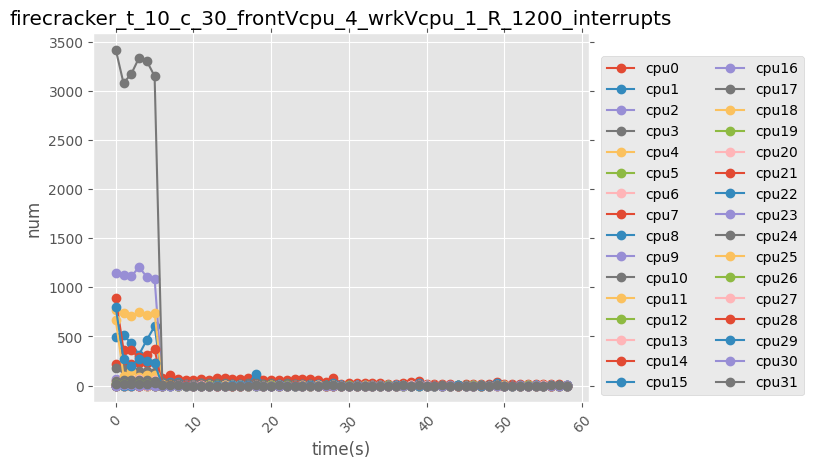 firecracker_t_10_c_30_frontVcpu_4_wrkVcpu_1_R_1200_interrupts
3500
3000
2500
2000
1500
1000
500
0
num
0
10
20
30
40
50
60
time(s)
cpu0
cpu1
cpu2
cpu3
cpu4
cpu5
cpu6
cpu7
cpu8
cpu9
cpu10
cpu11
cpu12
cpu13
cpu14
cpu15
cpu16
cpu17
cpu18
cpu19
cpu20
cpu21
cpu22
cpu23
cpu24
cpu25
cpu26
cpu27
cpu28
cpu29
cpu30
cpu31